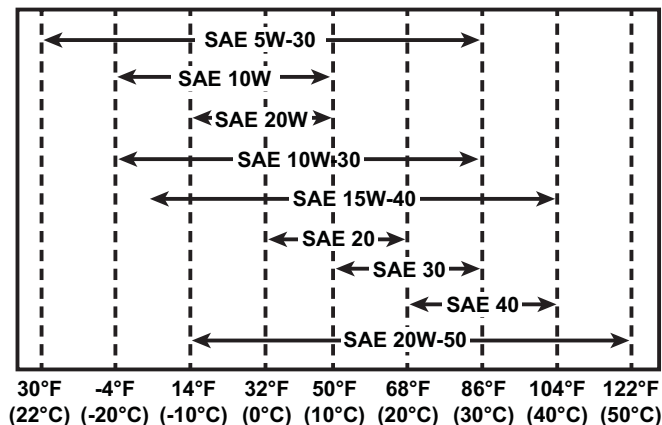 SAE 5W-30
SAE 10W
SAE 20W
SAE 10W-30
SAE 15W-40
SAE 20
SAE 30
SAE 40
SAE 20W-50
30°F -4°F 14°F 32°F 50°F 68°F 86°F 104°F 122°F
(22°C) (-20°C) (-10°C) (0°C) (10°C) (20°C) (30°C) (40°C) (50°C)